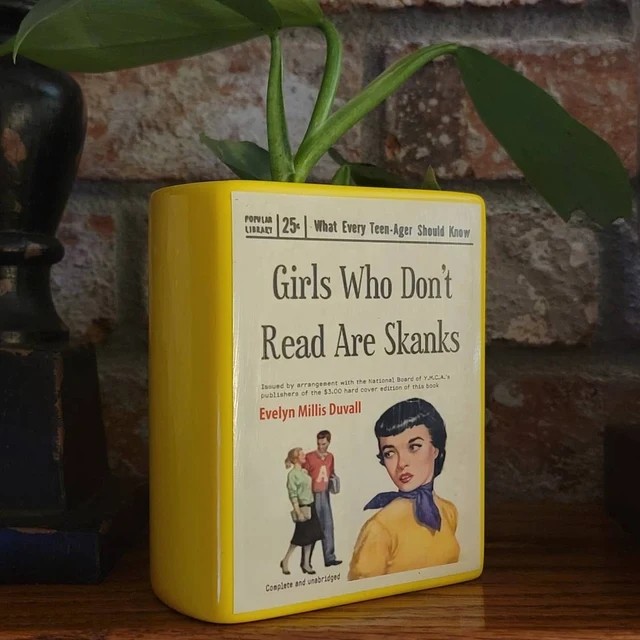 POPULAR LIBRARY | 25¢ | What Every Teen-Ager Should Know
Girls Who Don't
Read Are Skanks
Issued by arrangement with the National Board of Y.M.C.A.'s
publishers of the $3.00 hard cover edition of this book
Evelyn Millis Duvall
A
Complete and unabridged